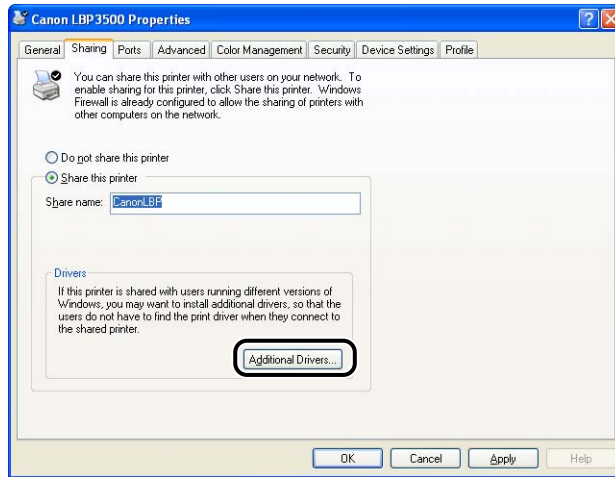 Canon LBP3500 Properties
General Sharing Ports Advanced Color Management Security Device Settings Profile
You can share this printer with other users on your network. To
enable sharing for this printer, click Share this printer. Windows
Firewall is already configured to allow the sharing of printers with
other computers on the network.
Do not share this printer
Share this printer
Share name: CanonLBP
Drivers
If this printer is shared with users running different versions of
Windows, you may want to install additional drivers, so that the
users do not have to find the print driver when they connect to
the shared printer.
Additional Drivers...
OK Cancel Apply Help